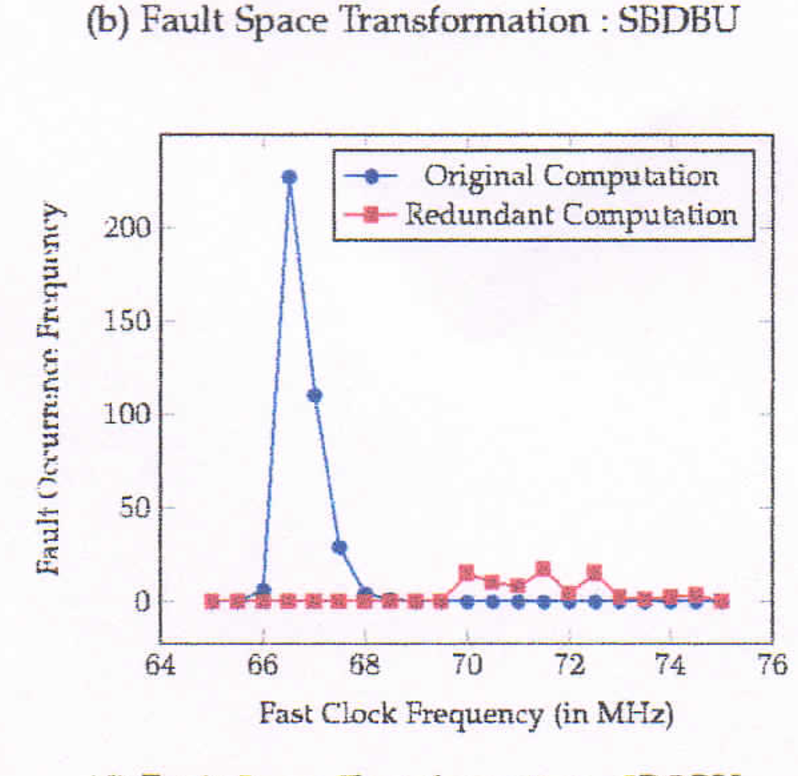 (b) Fault Space Transformation : SBDBU
Original Computation
Redundant Computation
Fault Occurrence Frequency
200
150
100
50
0
64 66 68 70 72 74 76
Fast Clock Frequency (in MHz)